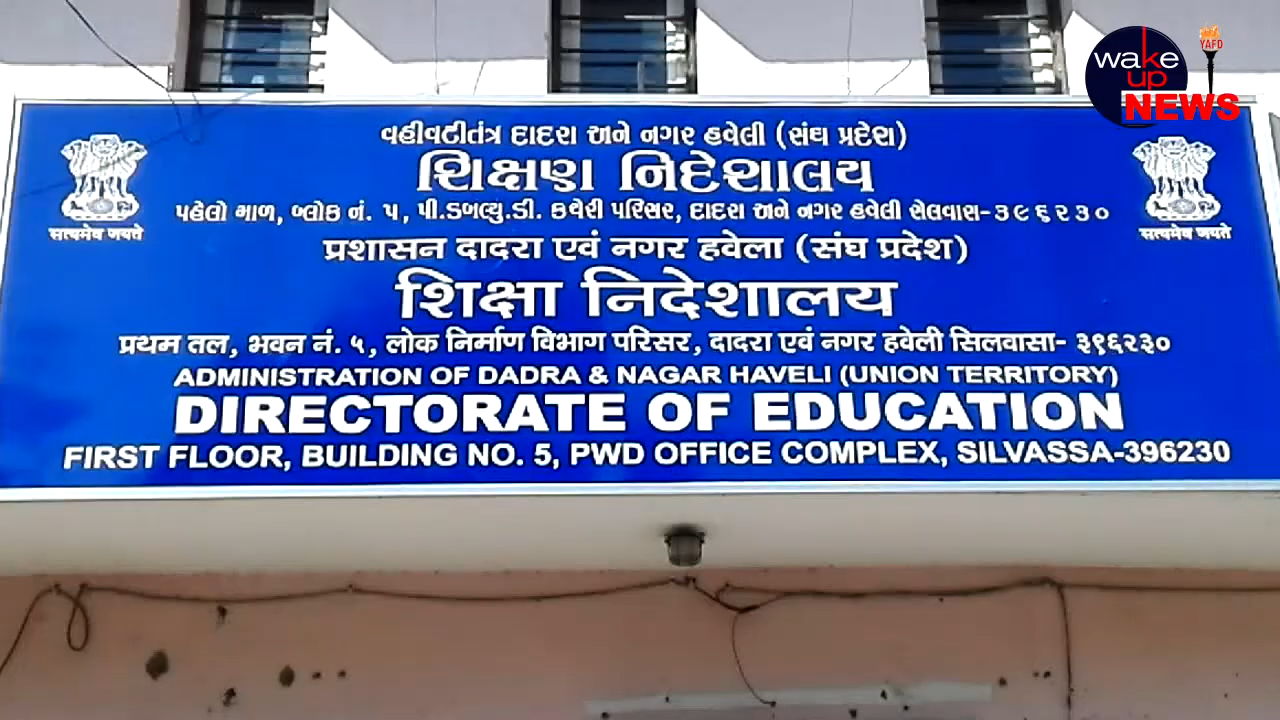 wake
up
NEWS
YAFD
વહીવટીતંત્ર દાદરા અને નગર હવેલી (સંઘ પ્રદેશ)
શિક્ષણ નિદેશાલય
પહેલો માળ, બ્લોક નં. ૫, પી.ડબલ્યુ.ડી. કચેરી પરિસર, દાદરા અને નગર હવેલી સેલવાસ-૩૯૬૨૩૦
प्रशासन दादरा एवं नगर हवेली (संघ प्रदेश)
शिक्षा निदेशालय
प्रथम तल, भवन नं. ५, लोक निर्माण विभाग परिसर, दादरा एवं नगर हवेली सिलवासा- ३९६२३०
ADMINISTRATION OF DADRA & NAGAR HAVELI (UNION TERRITORY)
DIRECTORATE OF EDUCATION
FIRST FLOOR, BUILDING NO. 5, PWD OFFICE COMPLEX, SILVASSA-396230
सत्यमेव जयते
सत्यमेव जयते